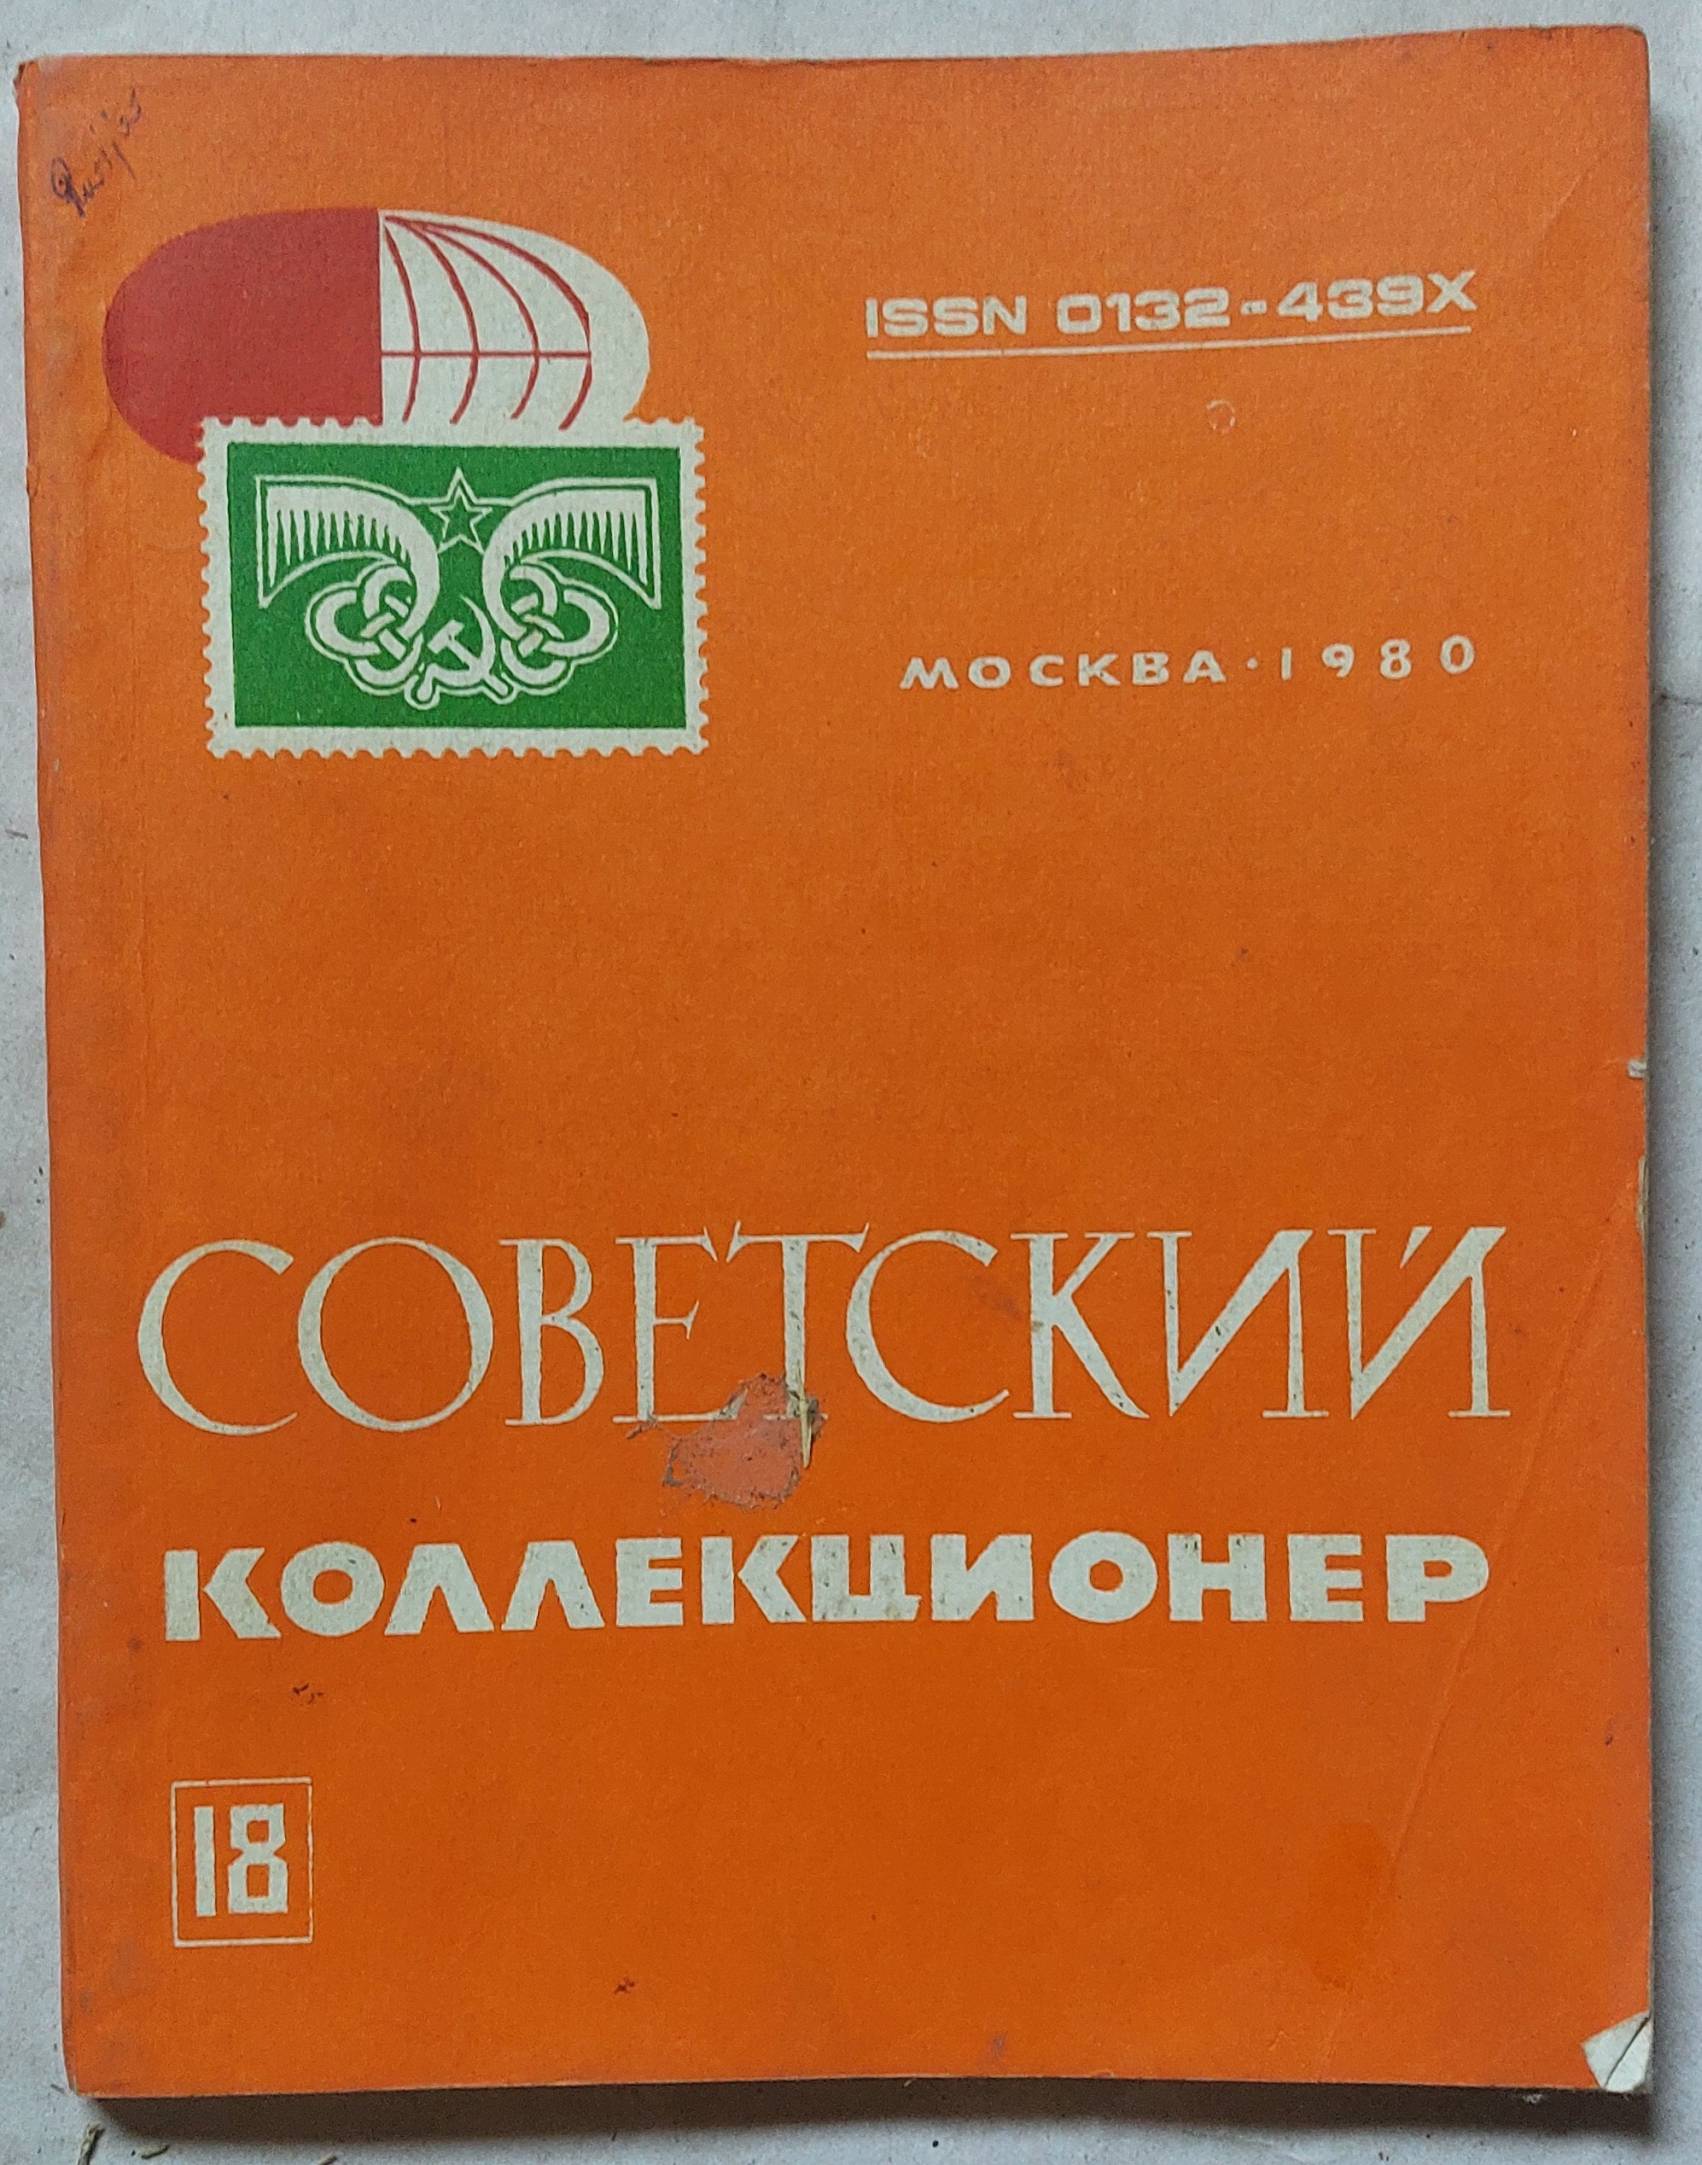 ISSN 0132-439X
МОСКВА·1980
СОВЕТСКИЙ
КОЛЛЕКЦИОНЕР
18